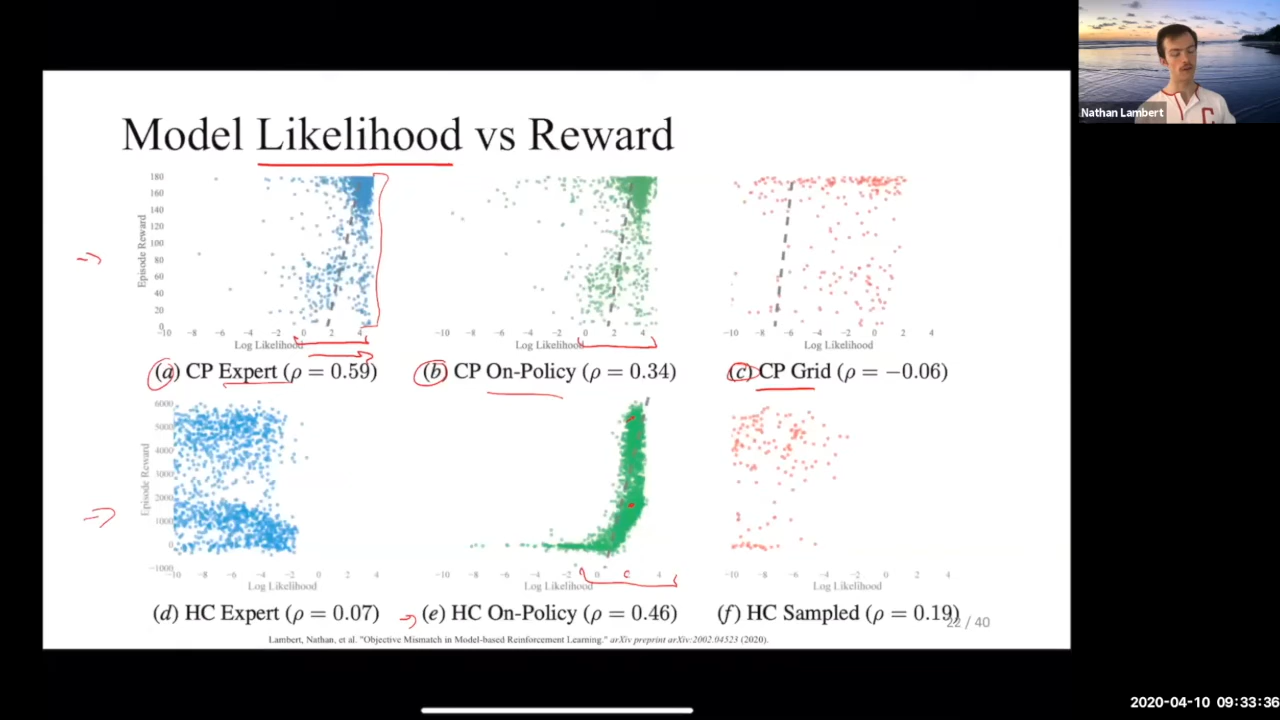 Nathan Lambert
Model Likelihood vs Reward
Episode Reward
180
160
140
120
100
80
60
40
20
0
−10 −8 −6 −4 −2 0 2 4
Log Likelihood
−10 −8 −6 −4 −2 0 2 4
Log Likelihood
−10 −8 −6 −4 −2 0 2 4
Log Likelihood
(a) CP Expert (ρ = 0.59)
(b) CP On-Policy (ρ = 0.34)
(c) CP Grid (ρ = −0.06)
Episode Reward
6000
5000
4000
3000
2000
1000
0
−1000
−10 −8 −6 −4 −2 0 2 4
Log Likelihood
−10 −8 −6 −4 −2 0 4
Log Likelihood
−10 −8 −6 −4 −2 0 2 4
Log Likelihood
(d) HC Expert (ρ = 0.07)
(e) HC On-Policy (ρ = 0.46)
(f) HC Sampled (ρ = 0.19)
22 / 40
Lambert, Nathan, et al. "Objective Mismatch in Model-based Reinforcement Learning." arXiv preprint arXiv:2002.04523 (2020).
2020-04-10 09:33:36